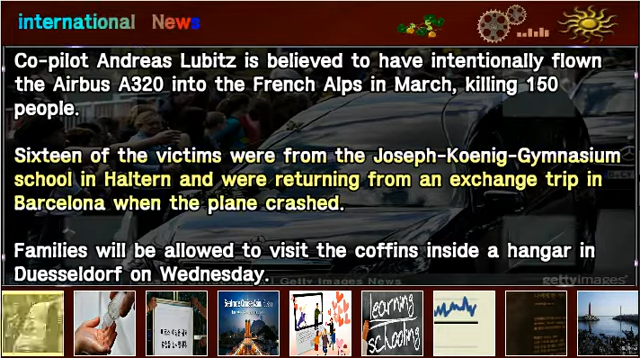 international News
Co-pilot Andreas Lubitz is believed to have intentionally flown
the Airbus A320 into the French Alps in March, killing 150
people.
Sixteen of the victims were from the Joseph-Koenig-Gymnasium
school in Haltern and were returning from an exchange trip in
Barcelona when the plane crashed.
Families will be allowed to visit the coffins inside a hangar in
Duesseldorf on Wednesday.
Getty Images News
gettyimages
learning
schooling